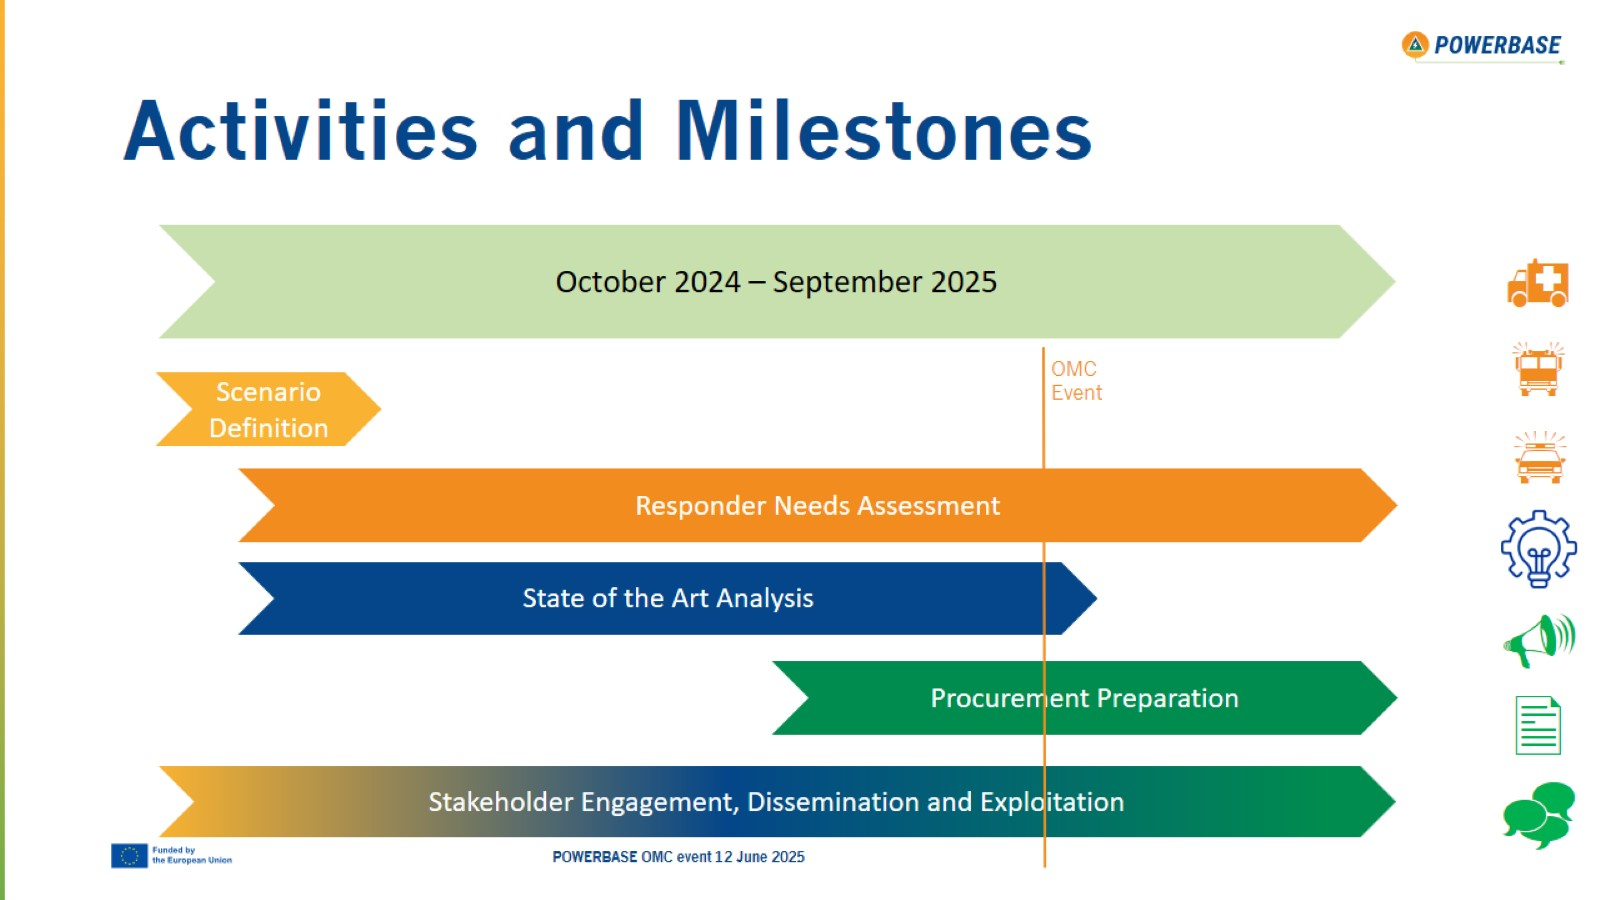 POWERBASE
Activities and Milestones
October 2024 – September 2025
OMC
Event
Scenario
Definition
Responder Needs Assessment
State of the Art Analysis
Procurement Preparation
Stakeholder Engagement, Dissemination and Exploitation
Funded by
the European Union
POWERBASE OMC event 12 June 2025